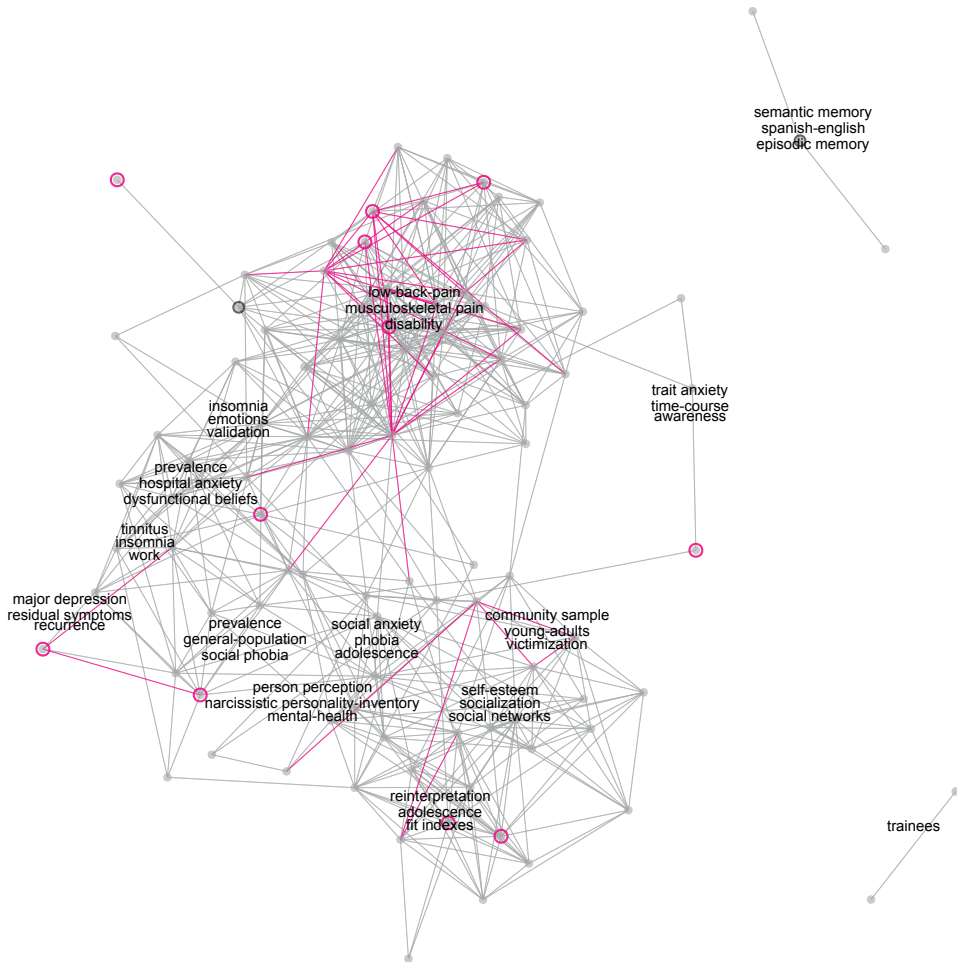 semantic memory
spanish-english
episodic memory
low-back-pain
musculoskeletal pain
disability
trait anxiety
time-course
awareness
insomnia
emotions
validation
prevalence
hospital anxiety
dysfunctional beliefs
tinnitus
insomnia
work
major depression
residual symptoms
recurrence
prevalence
general-population
social phobia
social anxiety
phobia
adolescence
community sample
young-adults
victimization
person perception
narcissistic personality-inventory
mental-health
self-esteem
socialization
social networks
reinterpretation
adolescence
fit indexes
trainees